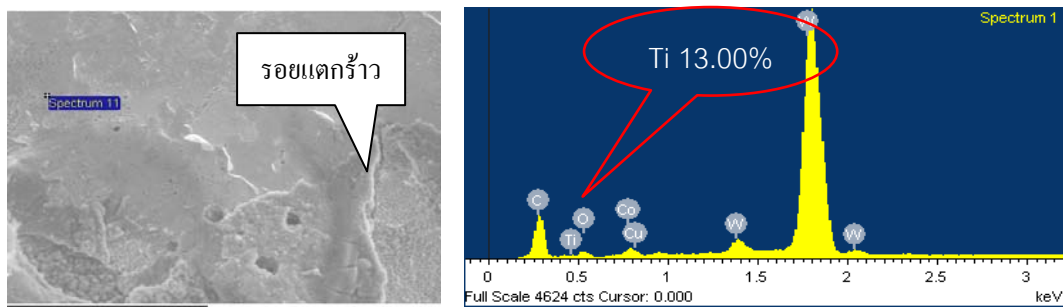 รอยแตกร้าว
Spectrum 11
Spectrum 1
Ti 13.00%
W
C
O
Ti
Co
Cu
W
W
0 0.5 1 1.5 2 2.5 3
Full Scale 4624 cts Cursor: 0.000 keV